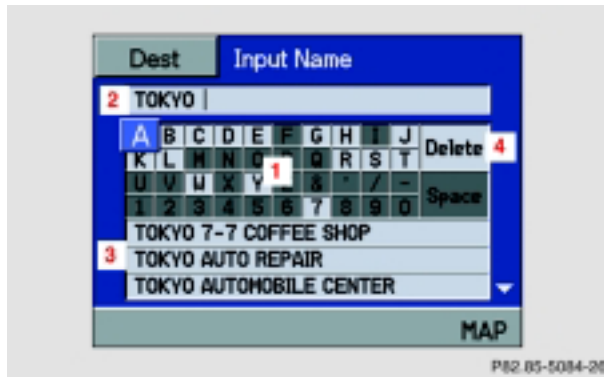 Dest Input Name
2 TOKYO
A B C D E F G H I J Delete 4
K L M N O 1 Q R S T
U V W X Y & ' / - Space
1 2 3 4 5 6 7 8 9 0
TOKYO 7-7 COFFEE SHOP
3 TOKYO AUTO REPAIR
TOKYO AUTOMOBILE CENTER
MAP
P82.85-5084-26